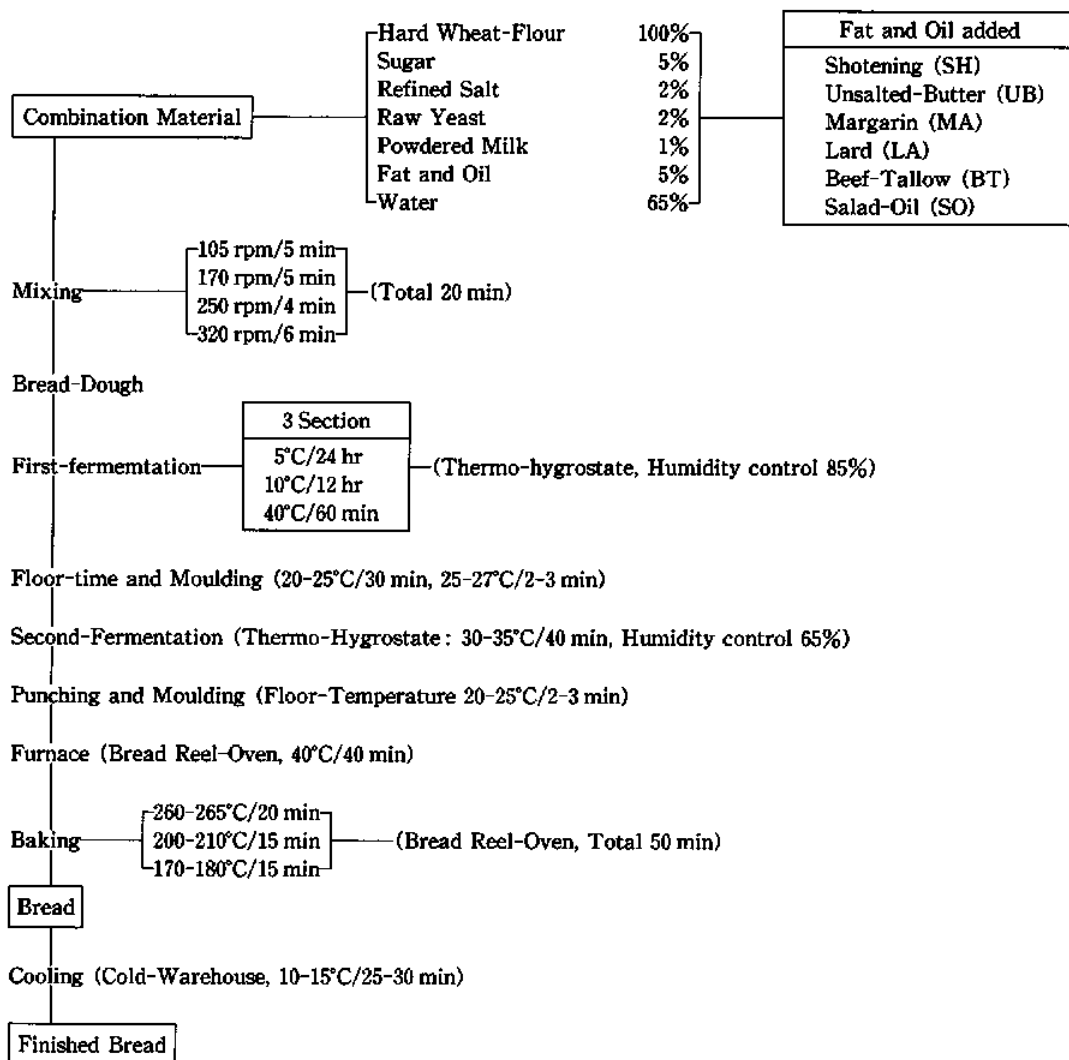 Hard Wheat-Flour 100%
Sugar 5%
Refined Salt 2%
Raw Yeast 2%
Powdered Milk 1%
Fat and Oil 5%
Water 65%
Fat and Oil added
Shotening (SH)
Unsalted-Butter (UB)
Margarin (MA)
Lard (LA)
Beef-Tallow (BT)
Salad-Oil (SO)
Combination Material
Mixing
105 rpm/5 min
170 rpm/5 min
250 rpm/4 min
320 rpm/6 min
(Total 20 min)
Bread-Dough
First-fermemtation
3 Section
5°C/24 hr
10°C/12 hr
40°C/60 min
(Thermo-hygrostate, Humidity control 85%)
Floor-time and Moulding (20-25°C/30 min, 25-27°C/2-3 min)
Second-Fermentation (Thermo-Hygrostate : 30-35°C/40 min, Humidity control 65%)
Punching and Moulding (Floor-Temperature 20-25°C/2-3 min)
Furnace (Bread Reel-Oven, 40°C/40 min)
Baking
260-265°C/20 min
200-210°C/15 min
170-180°C/15 min
(Bread Reel-Oven, Total 50 min)
Bread
Cooling (Cold-Warehouse, 10-15°C/25-30 min)
Finished Bread